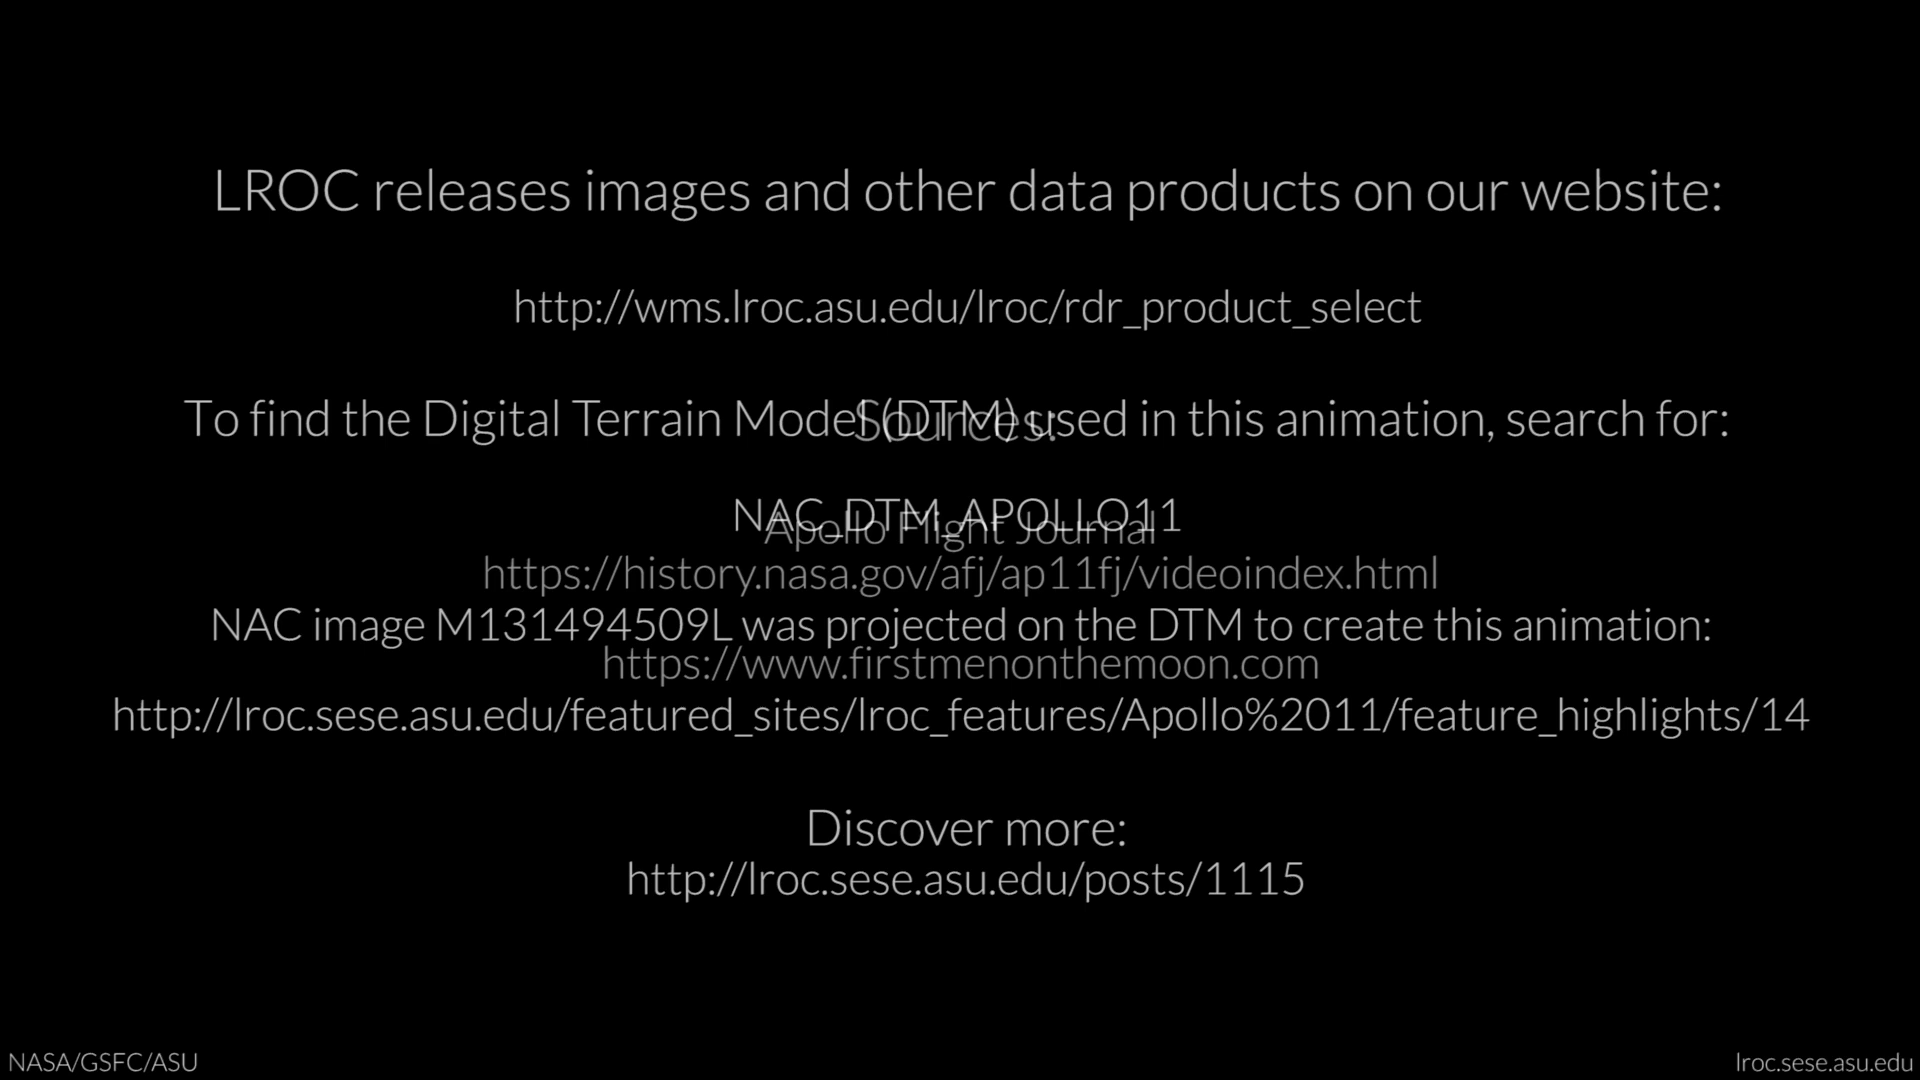 LROC releases images and other data products on our website:
http://wms.lroc.asu.edu/lroc/rdr_product_select
To find the Digital Terrain Model (DTM) used in this animation, search for:
Sources:
NAC_DTM_APOLLO11
Apollo Flight Journal
https://history.nasa.gov/afj/ap11fj/videoindex.html
NAC image M131494509L was projected on the DTM to create this animation:
https://www.firstmenonthemoon.com
http://lroc.sese.asu.edu/featured_sites/lroc_features/Apollo%2011/feature_highlights/14
Discover more:
http://lroc.sese.asu.edu/posts/1115
NASA/GSFC/ASU
lroc.sese.asu.edu